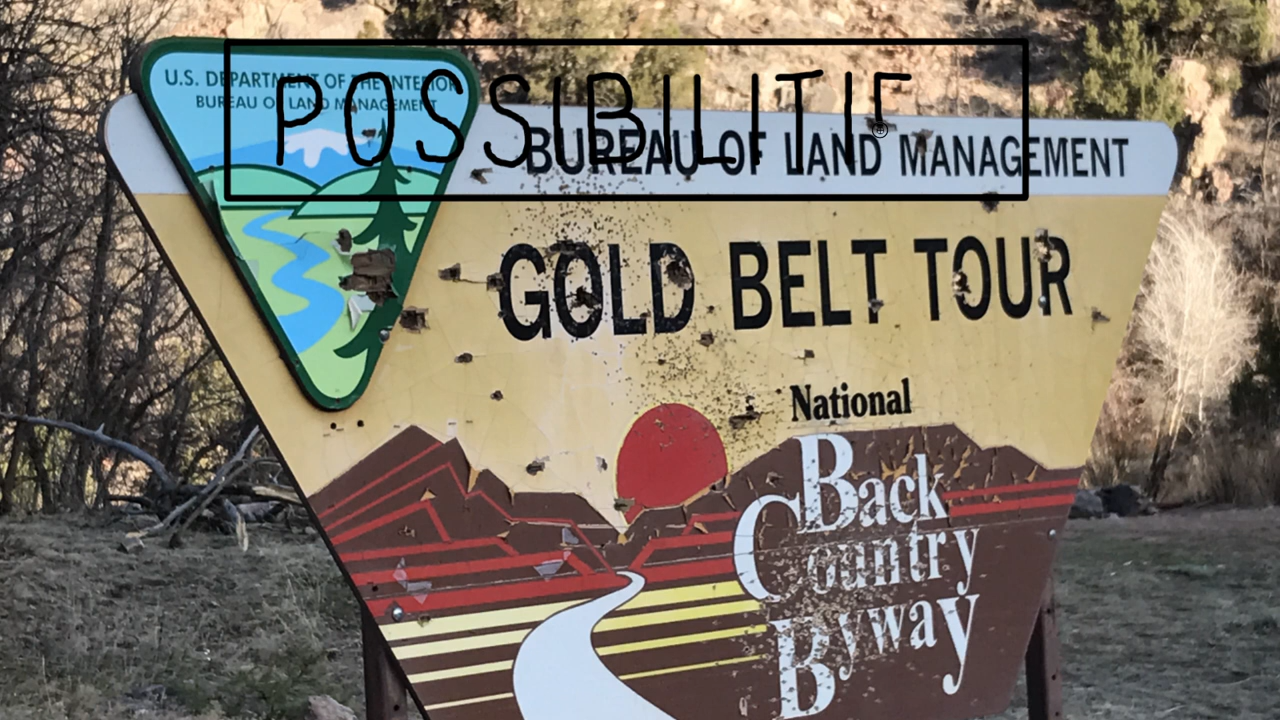 POSSIBILITIF
U.S. DEPARTMENT OF THE INTERIOR
BUREAU OF LAND MANAGEMENT
BUREAU OF LAND MANAGEMENT
GOLD BELT TOUR
National
Back
Country
Byway